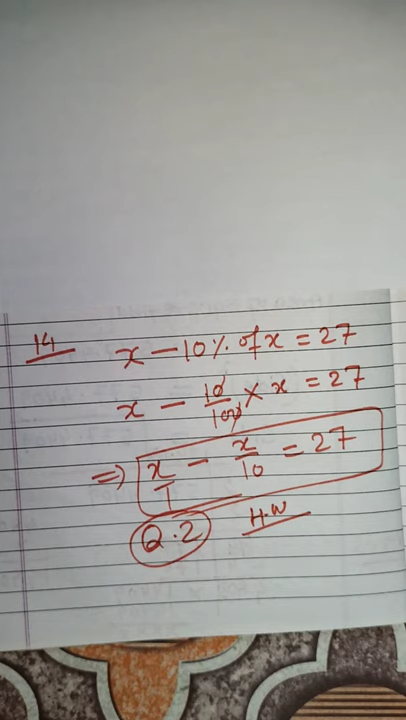 14
x - 10% of x = 27
x - 10/100 × x = 27
=> x/1 - x/10 = 27
Q.2 H.W